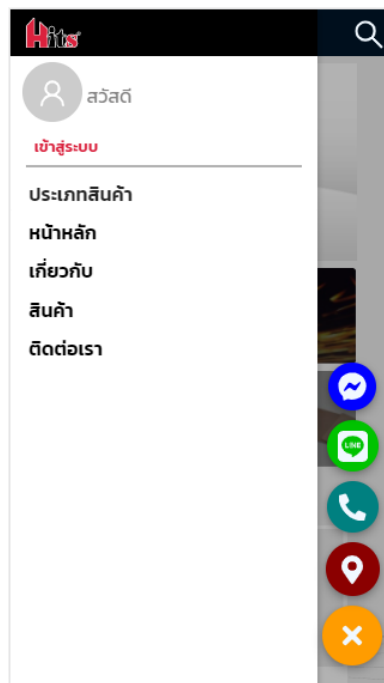 Hits
สวัสดี
เข้าสู่ระบบ
ประเภทสินค้า
หน้าหลัก
เกี่ยวกับ
สินค้า
ติดต่อเรา
LINE